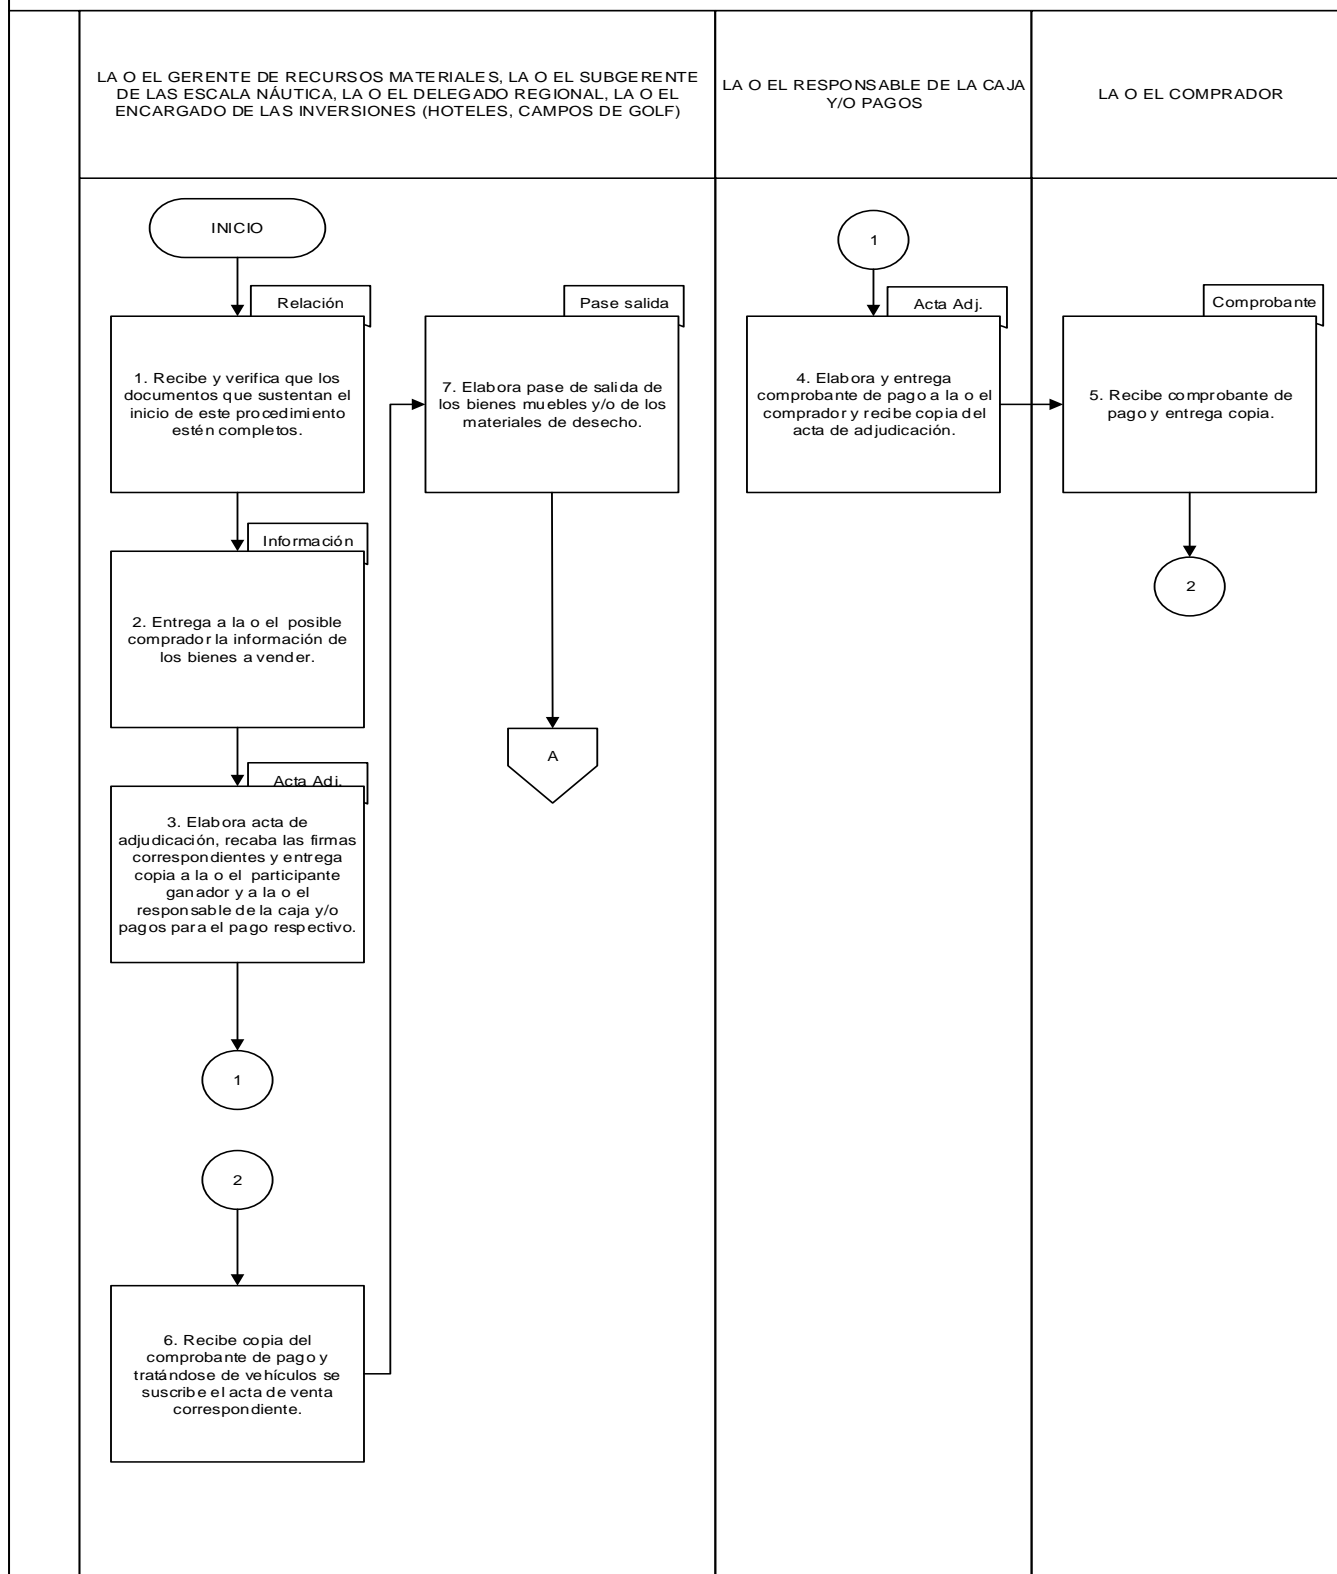 LA O EL GERENTE DE RECURSOS MATERIALES, LA O EL SUBGERENTE
DE LAS ESCALA NÁUTICA, LA O EL DELEGADO REGIONAL, LA O EL
ENCARGADO DE LAS INVERSIONES (HOTELES, CAMPOS DE GOLF)
LA O EL RESPONSABLE DE LA CAJA
Y/O PAGOS
LA O EL COMPRADOR
INICIO
Relación
1. Recibe y verifica que los
documentos que sustentan el
inicio de este procedimiento
estén completos.
Información
2. Entrega a la o el posible
comprador la información de
los bienes a vender.
Acta Adj.
3. Elabora acta de
adjudicación, recaba las firmas
correspondientes y entrega
copia a la o el participante
ganador y a la o el
responsable de la caja y/o
pagos para el pago respectivo.
1
2
6. Recibe copia del
comprobante de pago y
tratándose de vehículos se
suscribe el acta de venta
correspondiente.
Pase salida
7. Elabora pase de salida de
los bienes muebles y/o de los
materiales de desecho.
A
1
Acta Adj.
4. Elabora y entrega
comprobante de pago a la o el
comprador y recibe copia del
acta de adjudicación.
Comprobante
5. Recibe comprobante de
pago y entrega copia.
2